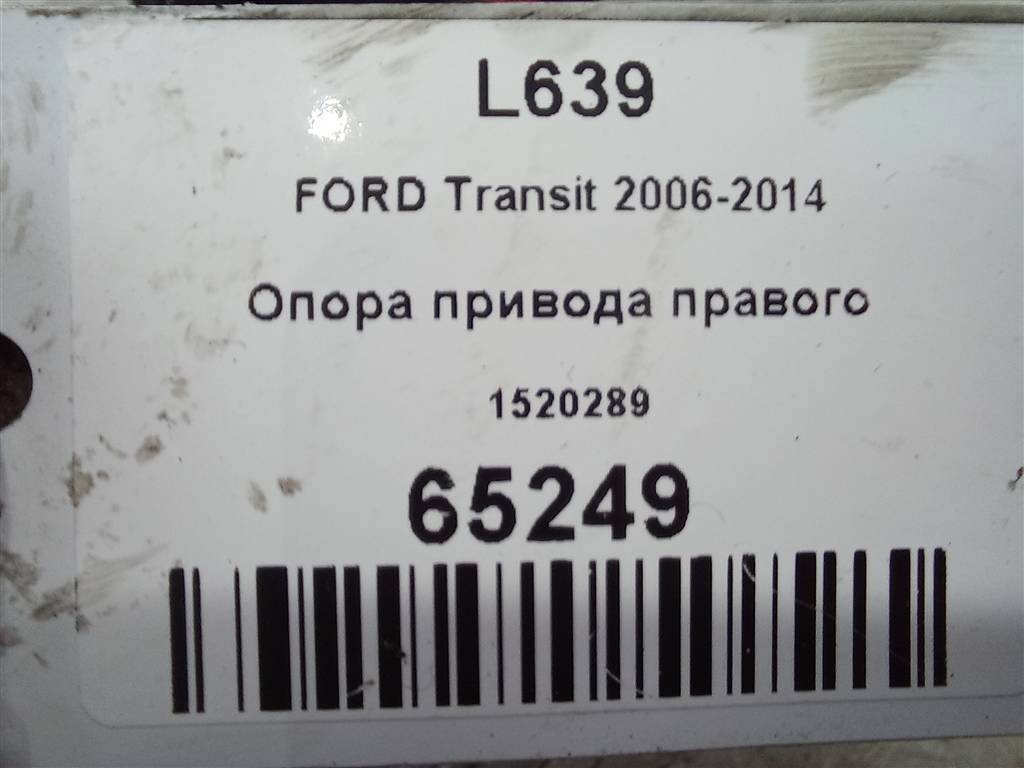 L639
FORD Transit 2006-2014
Опора привода правого
1520289
65249